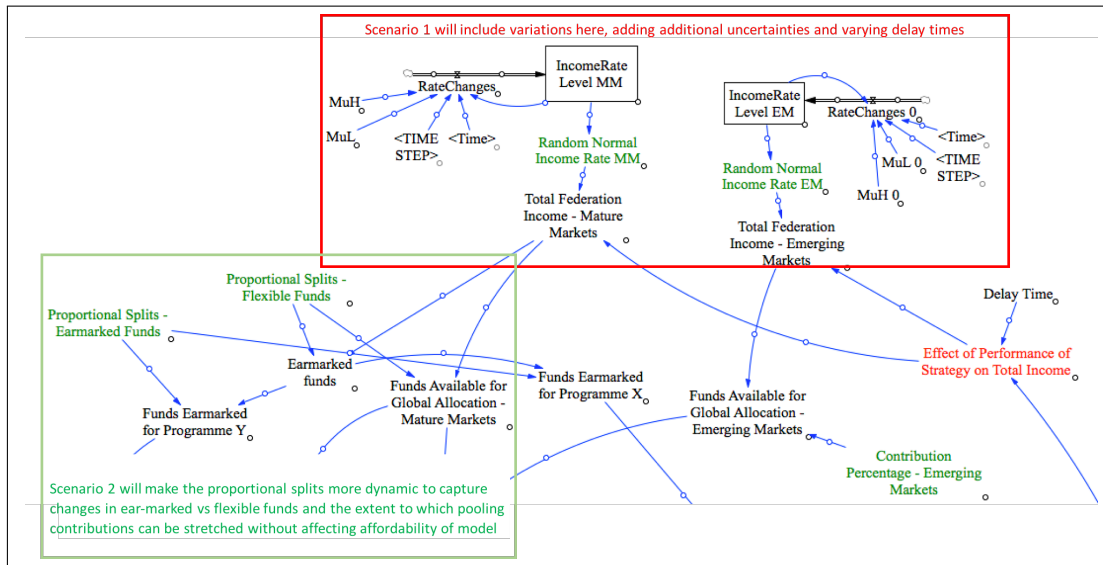 Scenario 1 will include variations here, adding additional uncertainties and varying delay times
IncomeRate
Level MM
RateChanges
MuH
MuL
<TIME
STEP>
<Time>
IncomeRate
Level EM
RateChanges 0
<Time>
<TIME
STEP>
MuL 0
MuH 0
Random Normal
Income Rate MM
Random Normal
Income Rate EM
Total Federation
Income - Mature
Markets
Total Federation
Income - Emerging
Markets
Proportional Splits -
Flexible Funds
Proportional Splits -
Earmarked Funds
Delay Time
Effect of Performance of
Strategy on Total Income
Earmarked
funds
Funds Available for
Global Allocation -
Mature Markets
Funds Earmarked
for Programme X
Funds Available for
Global Allocation -
Emerging Markets
Funds Earmarked
for Programme Y
Contribution
Percentage - Emerging
Markets
Scenario 2 will make the proportional splits more dynamic to capture
changes in ear-marked vs flexible funds and the extent to which pooling
contributions can be stretched without affecting affordability of model